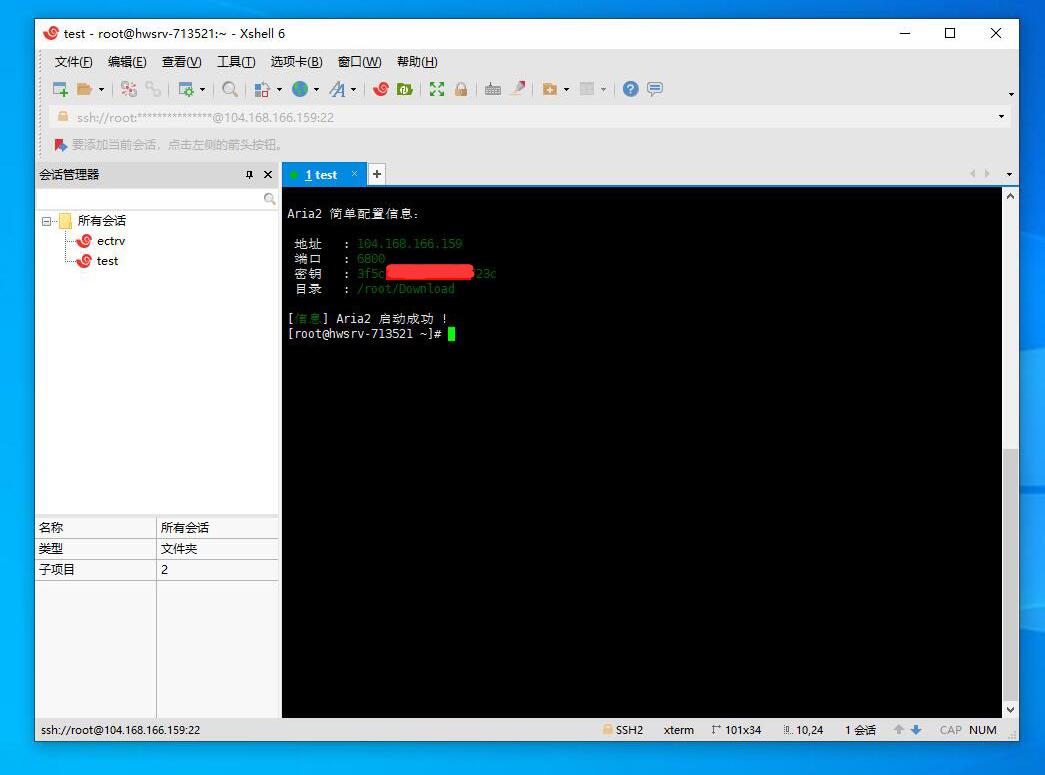 test - root@hwsrv-713521:~ - Xshell 6
文件(F) 编辑(E) 查看(V) 工具(T) 选项卡(B) 窗口(W) 帮助(H)
ssh://root:***************@104.168.166.159:22
要添加当前会话，点击左侧的箭头按钮。
会话管理器
1 test
所有会话
ectrv
test
名称 所有会话
类型 文件夹
子项目 2
Aria2 简单配置信息：
地址 : 104.168.166.159
端口 : 6800
密钥 : 3f5c 23c
目录 : /root/Download
[信息] Aria2 启动成功 !
[root@hwsrv-713521 ~]#
ssh://root@104.168.166.159:22 SSH2 xterm 101x34 10,24 1 会话 CAP NUM